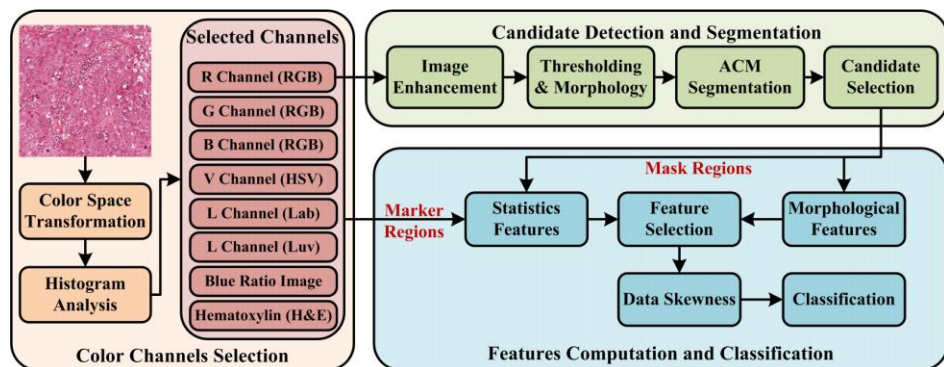 Selected Channels
R Channel (RGB)
G Channel (RGB)
B Channel (RGB)
V Channel (HSV)
L Channel (Lab)
L Channel (Luv)
Blue Ratio Image
Hematoxylin (H&E)
Color Space
Transformation
Histogram
Analysis
Color Channels Selection
Candidate Detection and Segmentation
Image
Enhancement
Thresholding
& Morphology
ACM
Segmentation
Candidate
Selection
Mask Regions
Marker
Regions
Statistics
Features
Feature
Selection
Morphological
Features
Data Skewness
Classification
Features Computation and Classification